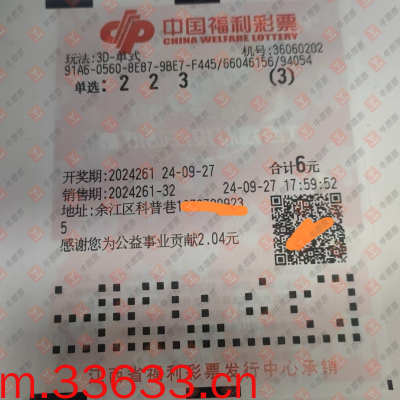 中国福利彩票
CHINA WELFARE LOTTERY
玩法:3D-单式 机号:36060202
91A6-0560-BEB7-9BE7-F445/66046156/94054
单选: 2 2 3 (3)
开奖期:2024261 24-09-27 合计6元
销售期:2024261-32 24-09-27 17:59:52
地址:余江区科普巷
5
感谢您为公益事业贡献2.04元
江西省福利彩票发行中心承销
m.33633.cn